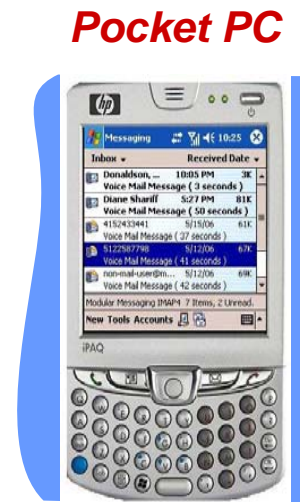 Pocket PC
hp
Messaging 10:25
Inbox Received Date
Donaldson, ... 10:05 PM 3K
Voice Mail Message ( 3 seconds )
Diane Shariff 5:27 PM 81K
Voice Mail Message ( 50 seconds )
4152433441 5/15/06 61K
Voice Mail Message ( 37 seconds )
5122587798 5/12/06 67K
Voice Mail Message ( 41 seconds )
non-mail-user@m... 5/12/06 69K
Voice Mail Message ( 42 seconds )
Modular Messaging IMAP4 7 Items, 2 Unread.
New Tools Accounts
iPAQ